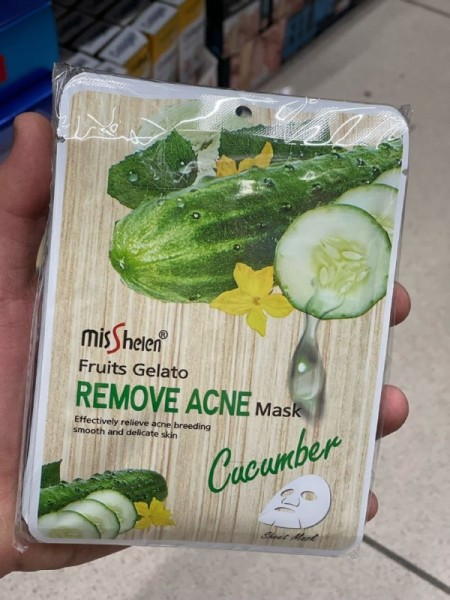 misshelen®
Fruits Gelato
REMOVE ACNE Mask
Effectively relieve acne breeding
smooth and delicate skin
Cucumber
Sheet Mask